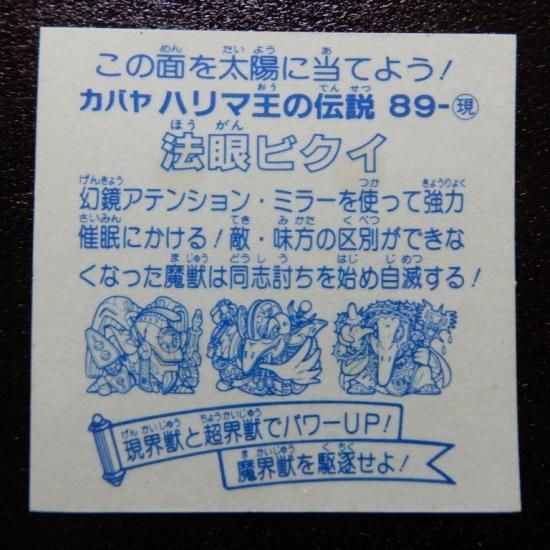 この面を太陽に当てよう!
カバヤ ハリマ王の伝説 89-現
法眼ビクイ
幻鏡アテンション・ミラーを使って強力
催眠にかける!敵・味方の区別ができな
くなった魔獣は同志討ちを始め自滅する!
現界獣と超界獣でパワーUP!
魔界獣を駆逐せよ!